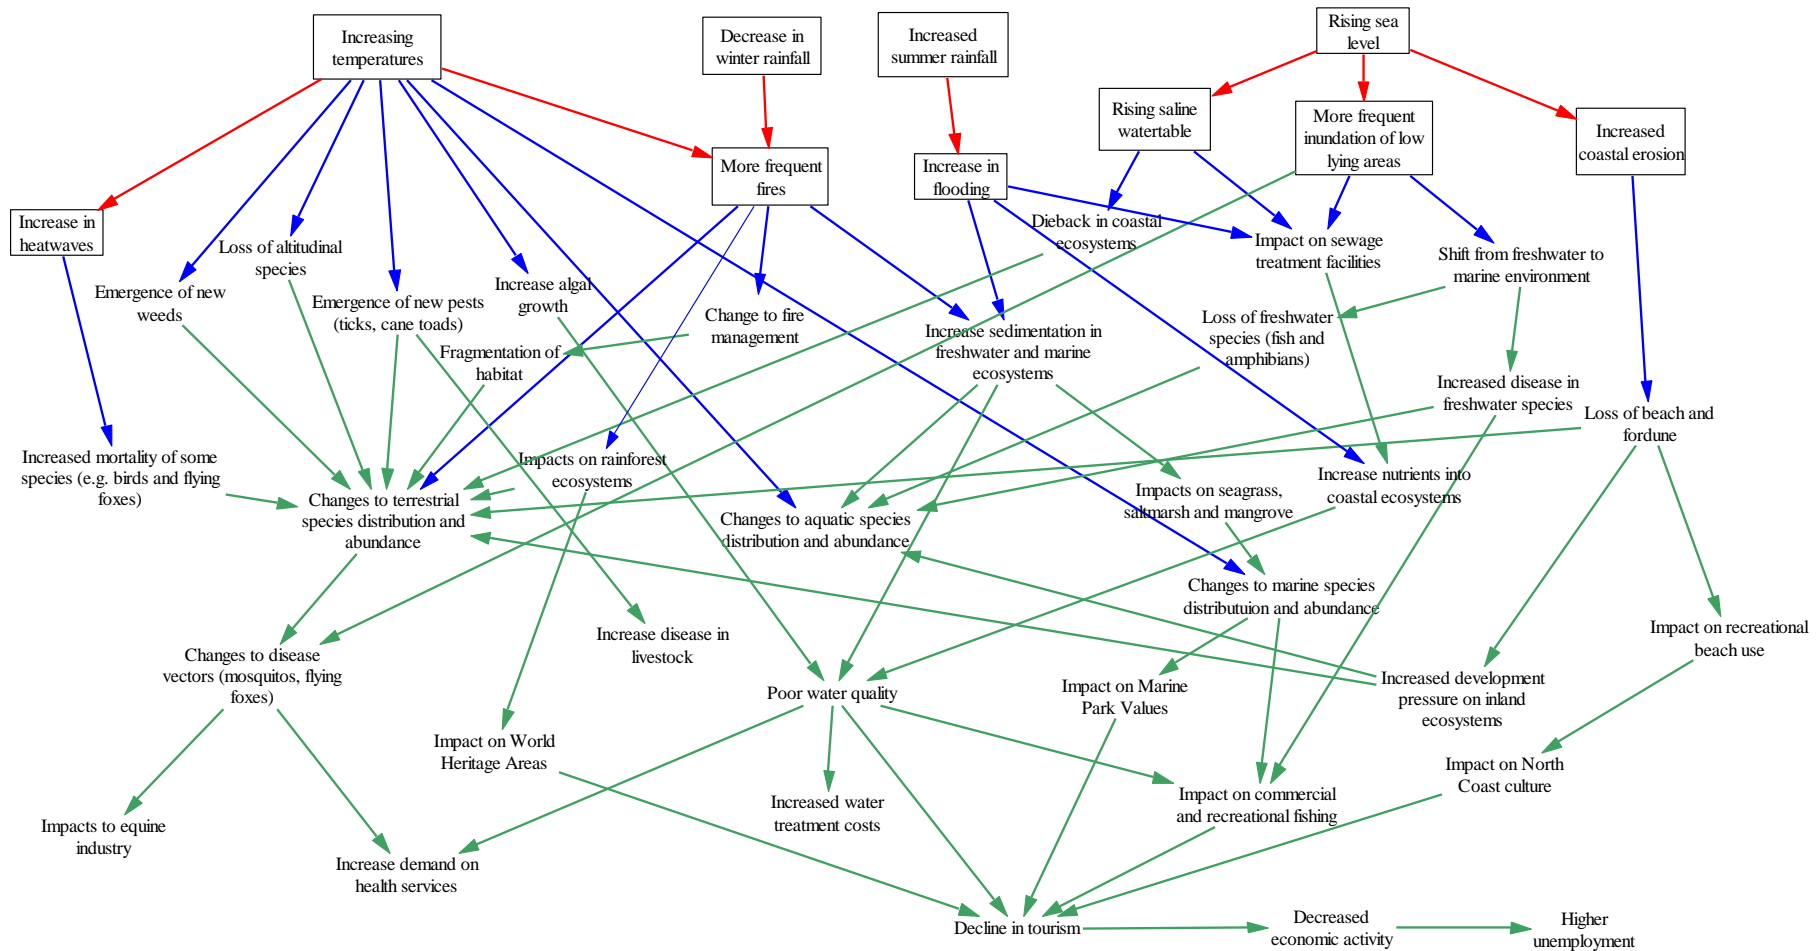 Increasing
temperatures
Decrease in
winter rainfall
Increased
summer rainfall
Rising sea
level
Rising saline
watertable
More frequent
inundation of low
lying areas
Increased
coastal erosion
More frequent
fires
Increase in
flooding
Increase in
heatwaves
Dieback in coastal
ecosystems
Loss of altitudinal
species
Impact on sewage
treatment facilities
Shift from freshwater to
marine environment
Emergence of new
weeds
Emergence of new pests
(ticks, cane toads)
Increase algal
growth
Change to fire
management
Increase sedimentation in
freshwater and marine
ecosystems
Loss of freshwater
species (fish and
amphibians)
Fragmentation of
habitat
Increased disease in
freshwater species
Loss of beach and
fordune
Increased mortality of some
species (e.g. birds and flying
foxes)
Impacts on rainforest
ecosystems
Increase nutrients into
coastal ecosystems
Changes to terrestrial
species distribution and
abundance
Changes to aquatic species
distribution and abundance
Impacts on seagrass,
saltmarsh and mangrove
Changes to marine species
distributuion and abundance
Increase disease in
livestock
Impact on recreational
beach use
Changes to disease
vectors (mosquitos, flying
foxes)
Poor water quality
Impact on Marine
Park Values
Increased development
pressure on inland
ecosystems
Impact on World
Heritage Areas
Impact on North
Coast culture
Increased water
treatment costs
Impact on commercial
and recreational fishing
Impacts to equine
industry
Increase demand on
health services
Decline in tourism
Decreased
economic activity
Higher
unemployment